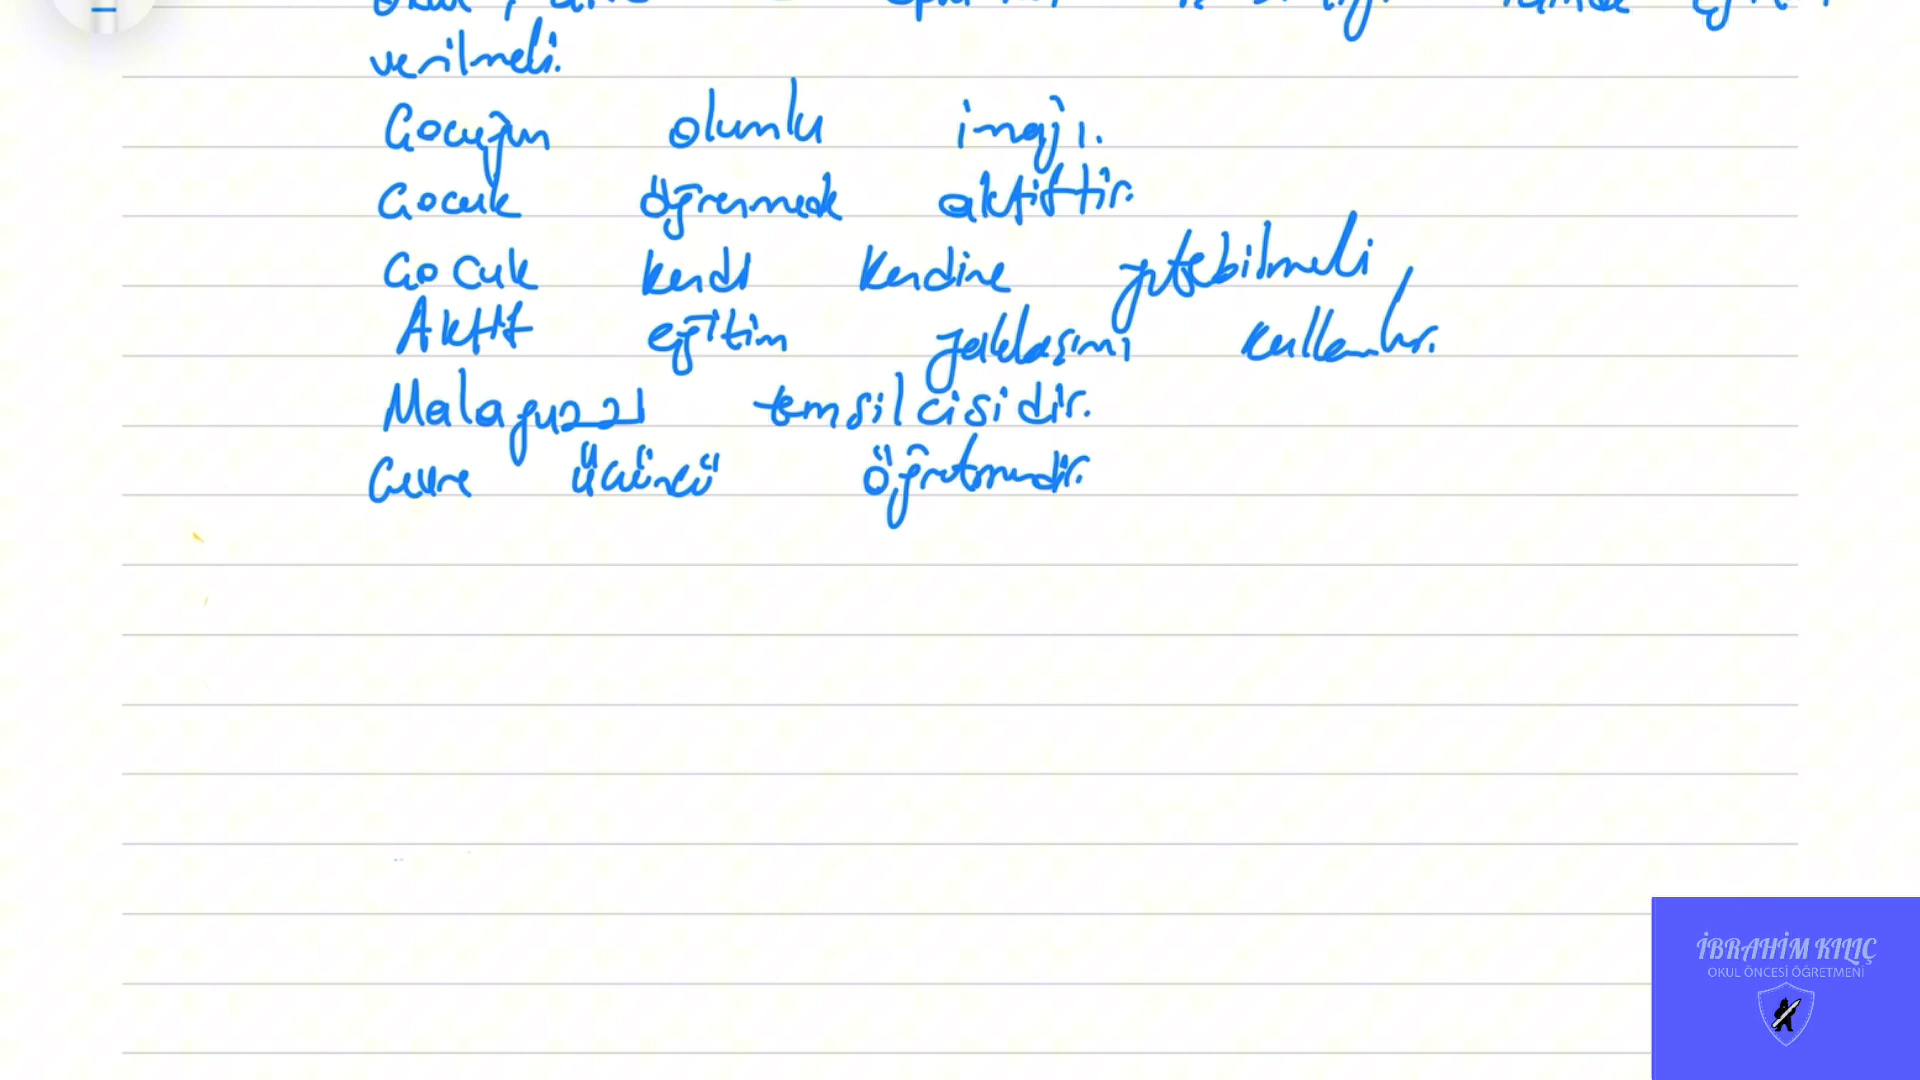 verilmeli.
Çocuğun olumlu imajı.
Çocuk öğrenmede aktiftir.
Çocuk kendi kendine yetebilmeli
Aktif eğitim yaklaşımı kullanılır.
Malaguzzi temsilcisidir.
Çevre üçüncü öğretmendir.
İBRAHİM KILIÇ
OKUL ÖNCESİ ÖĞRETMENİ